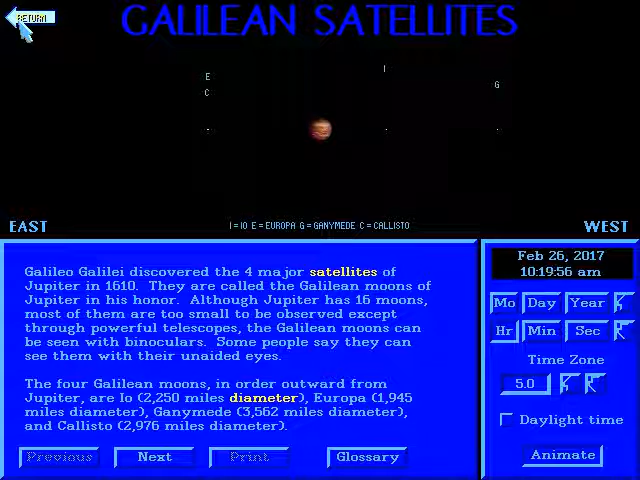 RETURN
GALILEAN SATELLITES
E
I
C
G
EAST
I = IO E = EUROPA G = GANYMEDE C = CALLISTO
WEST
Galileo Galilei discovered the 4 major satellites of
Jupiter in 1610.  They are called the Galilean moons of
Jupiter in his honor.  Although Jupiter has 16 moons,
most of them are too small to be observed except
through powerful telescopes, the Galilean moons can
be seen with binoculars.  Some people say they can
see them with their unaided eyes.
The four Galilean moons, in order outward from
Jupiter, are Io (2,250 miles diameter), Europa (1,945
miles diameter), Ganymede (3,562 miles diameter),
and Callisto (2,976 miles diameter).
Previous
Next
Print
Glossary
Feb 26, 2017
10:19:56 am
Mo Day Year
Hr Min Sec
Time Zone
5.0
Daylight time
Animate